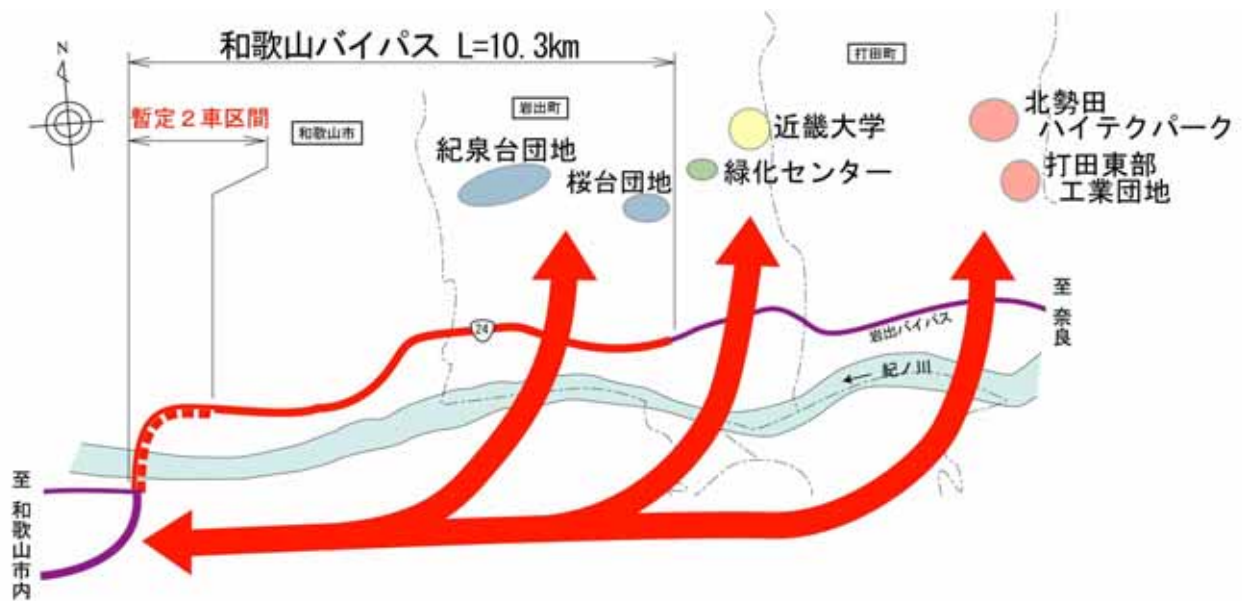 N
和歌山バイパス L=10.3km
暫定2車区間
和歌山市
岩出町
打田町
紀泉台団地
桜台団地
近畿大学
緑化センター
北勢田
ハイテクパーク
打田東部
工業団地
24
岩出バイパス
至 奈良
← 紀ノ川
至 和歌山市内